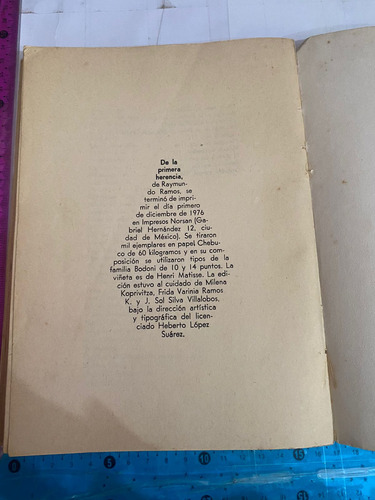 De la
primera
herencia,
de Raymun-
do Ramos, se
terminó de impri-
mir el día primero
de diciembre de 1976
en Impresos Norsan (Ga-
briel Hernández 12, ciu-
dad de México). Se tiraron
mil ejemplares en papel Chebu-
co de 60 kilogramos y en su com-
posición se utilizaron tipos de la
familia Bodoni de 10 y 14 puntos. La
viñeta es de Henri Matisse. La edi-
ción estuvo al cuidado de Milena
Koprivitza, Frida Varinia Ramos
K. y J. Sol Silva Villalobos,
bajo la dirección artística
y tipográfica del licen-
ciado Heberto López
Suárez.
10
15